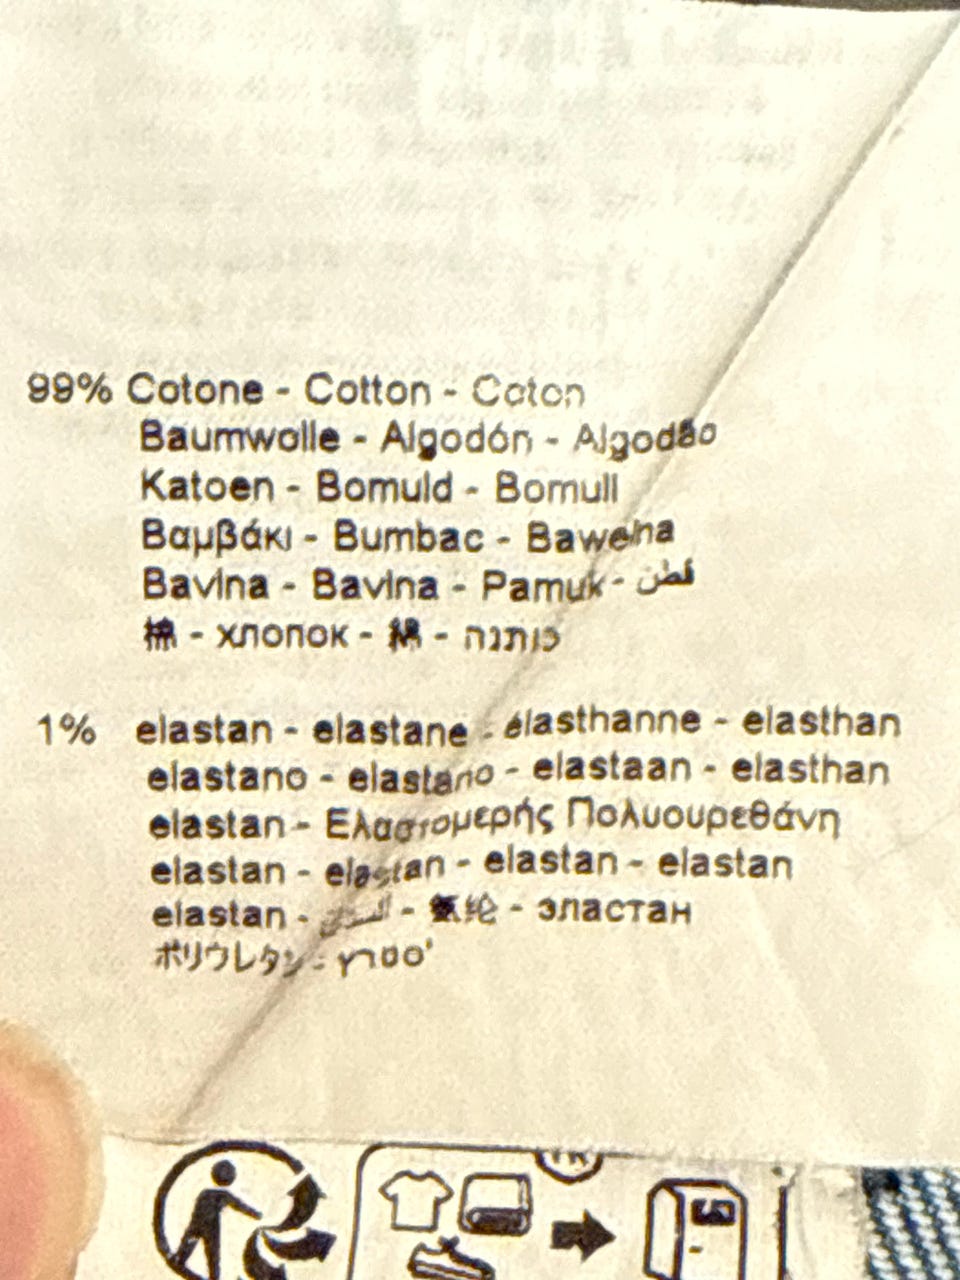 99% Cotone - Cotton - Coton
Baumwolle - Algodón - Algodão
Katoen - Bomuld - Bomull
Βαμβάκι - Bumbac - Bawełna
Bavlna - Bavlna - Pamuk - قطن
棉 - хлопок - 綿 - כותנה
1% elastan - elastane - élasthanne - elasthan
elastano - elastano - elastaan - elasthan
elastan - Ελαστομερής Πολυουρεθάνη
elastan - elastan - elastan - elastan
elastan - - 氨纶 - эластан
ポリウレタン -